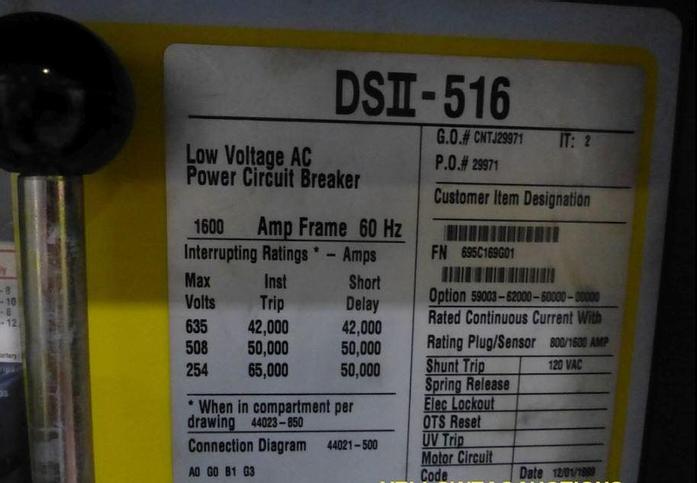 DSII-516
Low Voltage AC
Power Circuit Breaker
1600 Amp Frame 60 Hz
Interrupting Ratings * - Amps
Max Inst Short
Volts Trip Delay
635 42,000 42,000
508 50,000 50,000
254 65,000 50,000
* When in compartment per
drawing 44023-850
Connection Diagram 44021-500
A0 G0 B1 G3
G.O.# CNTJ29971 IT: 2
P.O.# 29971
Customer Item Designation
FN 695C169G01
Option 59003-62000-60000-00000
Rated Continuous Current With
Rating Plug/Sensor 800/1600 AMP
Shunt Trip 120 VAC
Spring Release
Elec Lockout
OTS Reset
UV Trip
Motor Circuit
Code Date